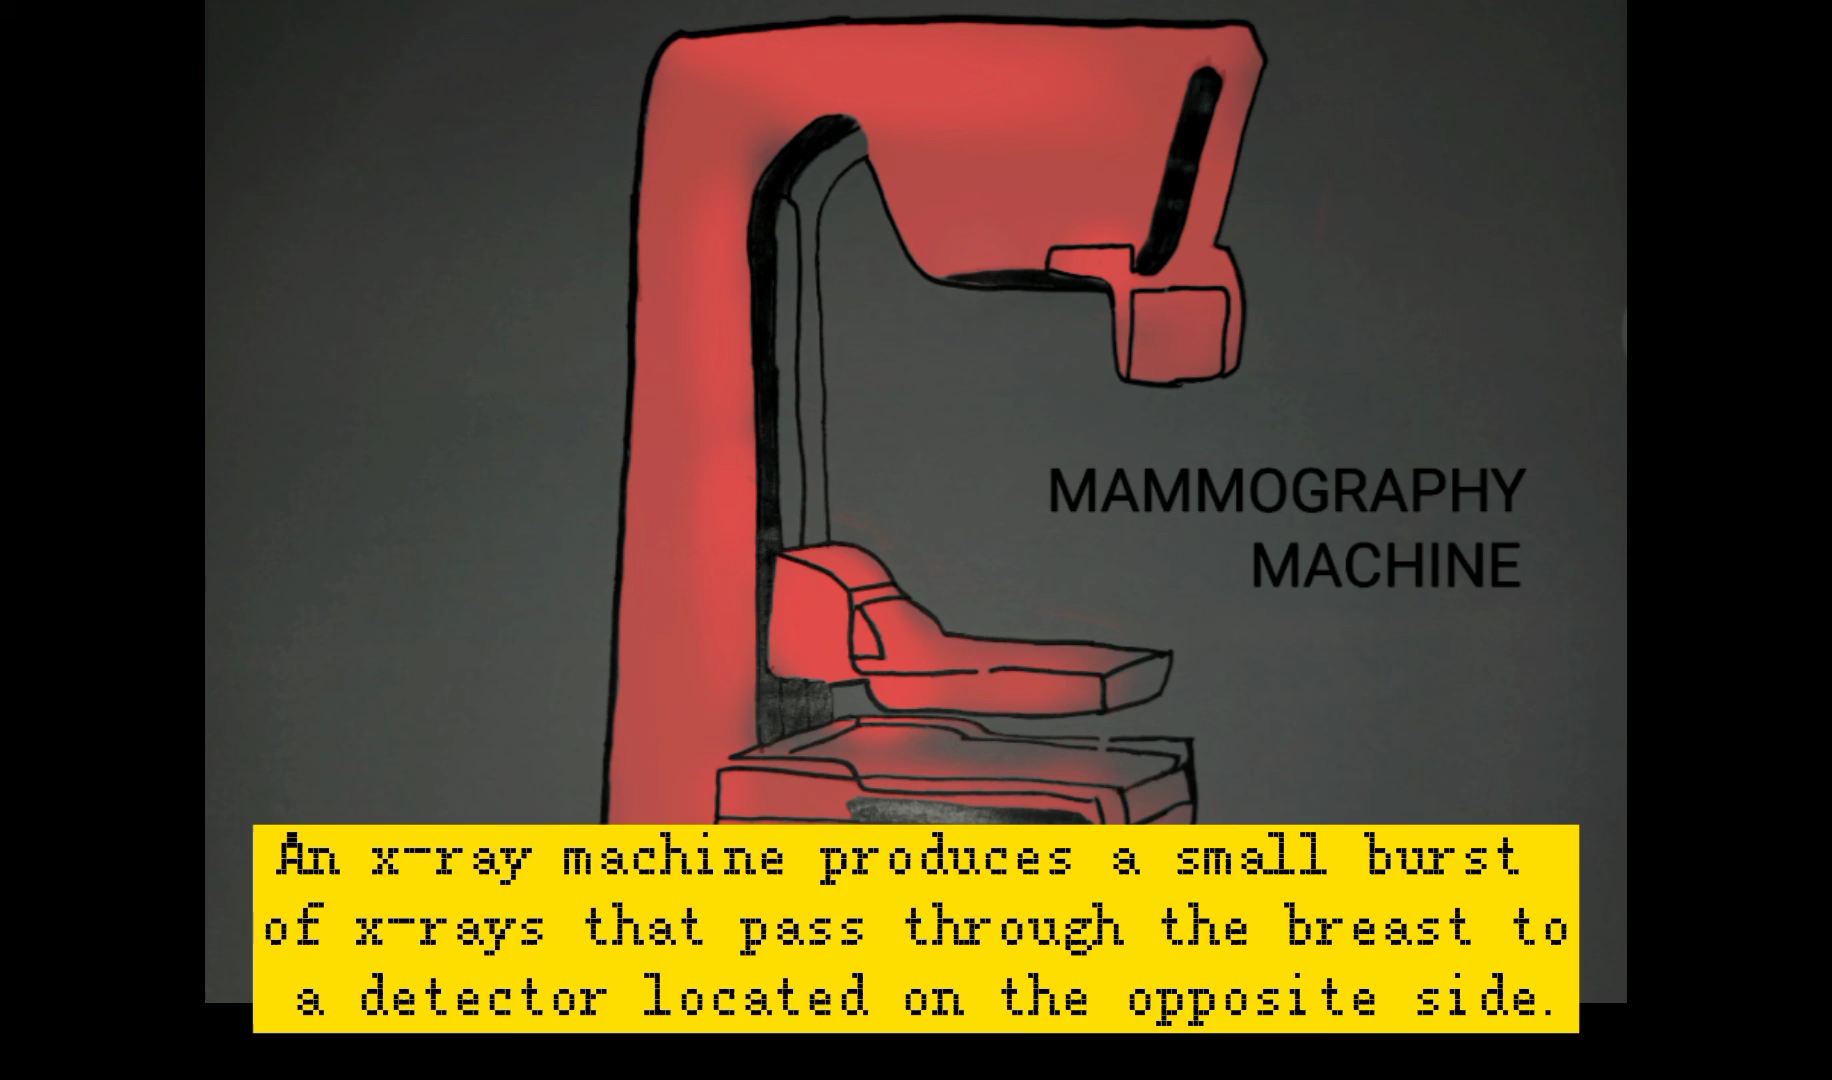 MAMMOGRAPHY
MACHINE
An x-ray machine produces a small burst
of x-rays that pass through the breast to
a detector located on the opposite side.